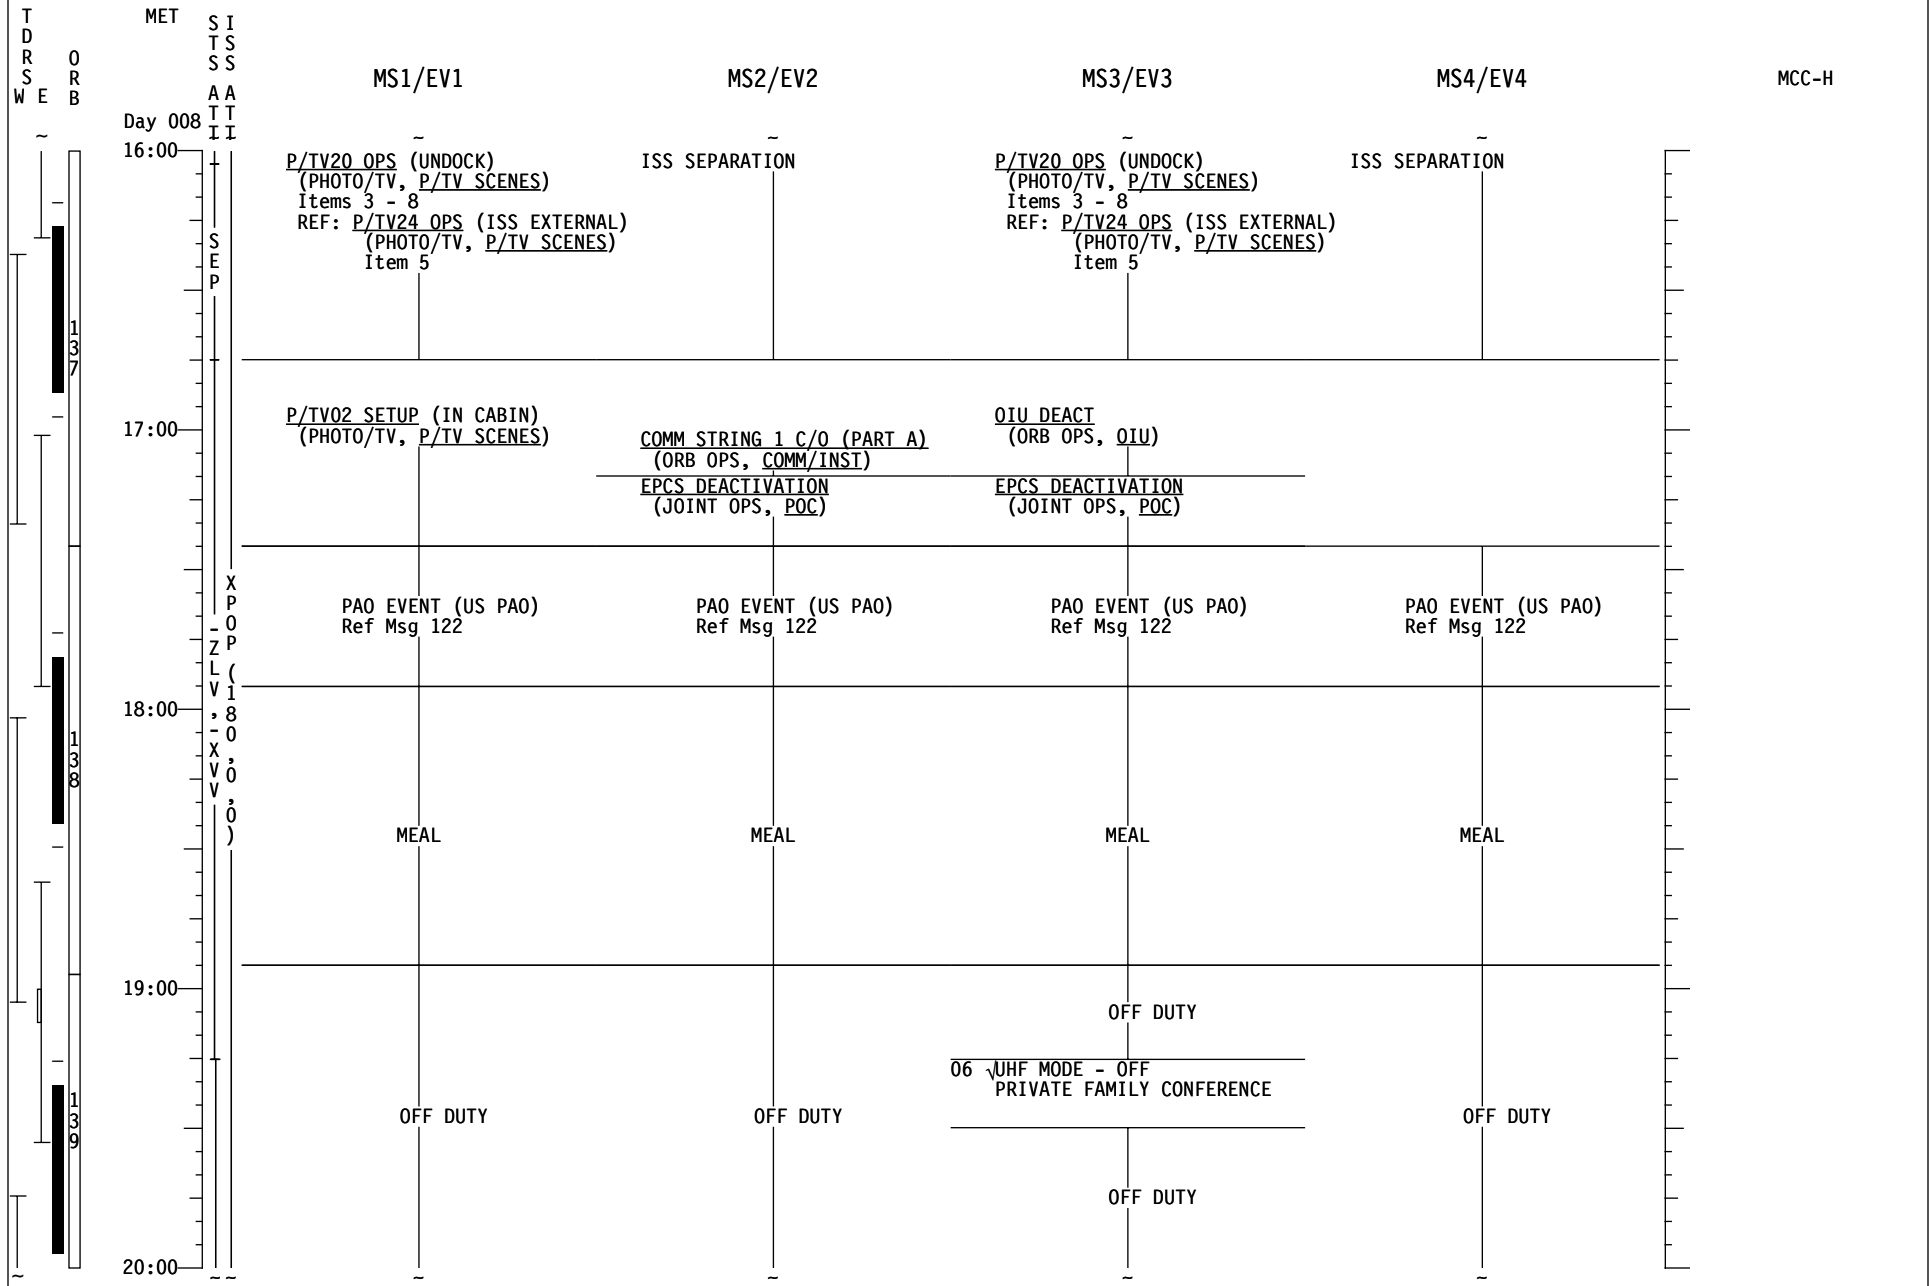 TDRS
W E
ORB
MET
STS ATT
ISS ATT
MS1/EV1
MS2/EV2
MS3/EV3
MS4/EV4
MCC-H
Day 008
16:00
17:00
18:00
19:00
20:00
137
138
139
SEP
-ZLV,-XVV
XPOP (180,0,0)
P/TV20 OPS (UNDOCK)
(PHOTO/TV, P/TV SCENES)
Items 3 - 8
REF: P/TV24 OPS (ISS EXTERNAL)
(PHOTO/TV, P/TV SCENES)
Item 5
ISS SEPARATION
P/TV20 OPS (UNDOCK)
(PHOTO/TV, P/TV SCENES)
Items 3 - 8
REF: P/TV24 OPS (ISS EXTERNAL)
(PHOTO/TV, P/TV SCENES)
Item 5
ISS SEPARATION
P/TV02 SETUP (IN CABIN)
(PHOTO/TV, P/TV SCENES)
COMM STRING 1 C/O (PART A)
(ORB OPS, COMM/INST)
EPCS DEACTIVATION
(JOINT OPS, POC)
OIU DEACT
(ORB OPS, OIU)
EPCS DEACTIVATION
(JOINT OPS, POC)
PAO EVENT (US PAO)
Ref Msg 122
PAO EVENT (US PAO)
Ref Msg 122
PAO EVENT (US PAO)
Ref Msg 122
PAO EVENT (US PAO)
Ref Msg 122
MEAL
MEAL
MEAL
MEAL
OFF DUTY
OFF DUTY
OFF DUTY
06 √UHF MODE - OFF
PRIVATE FAMILY CONFERENCE
OFF DUTY
OFF DUTY